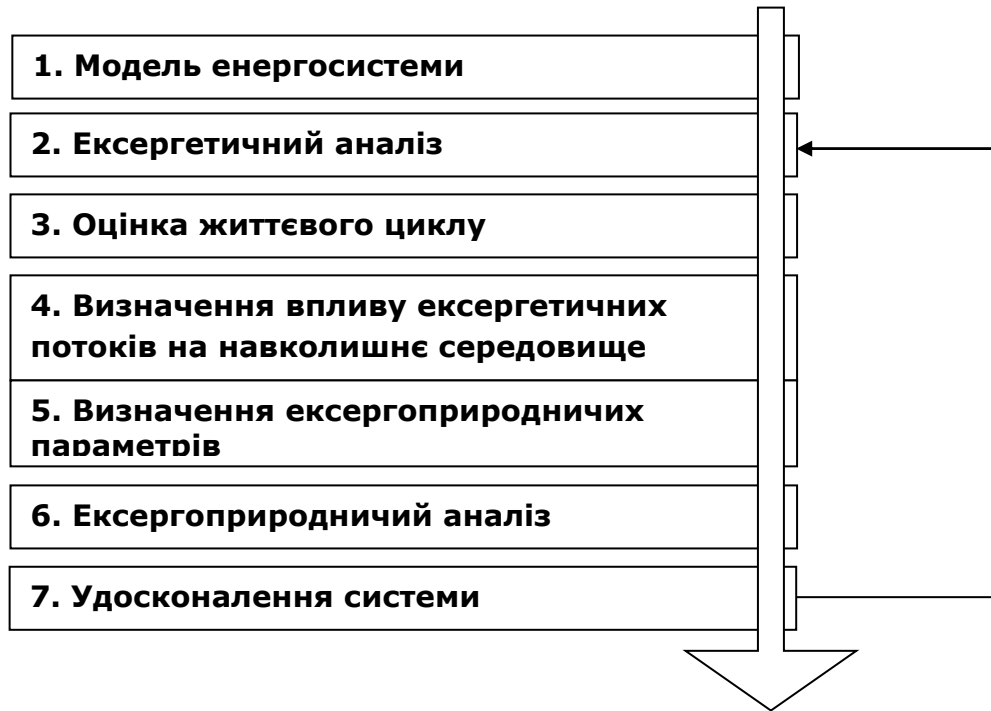 1. Модель енергосистеми
2. Ексергетичний аналіз
3. Оцінка життєвого циклу
4. Визначення впливу ексергетичних
потоків на навколишнє середовище
5. Визначення ексергоприродничих
параметрів
6. Ексергоприродничий аналіз
7. Удосконалення системи